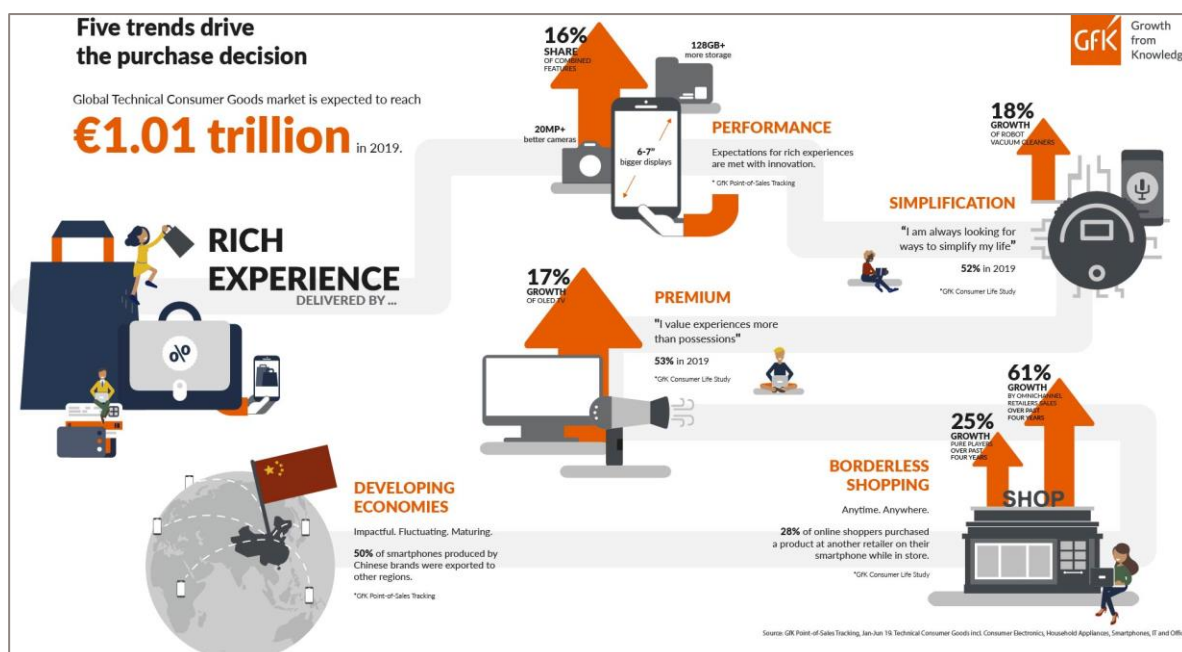 Five trends drive
the purchase decision
Global Technical Consumer Goods market is expected to reach
€1.01 trillion in 2019.
GfK
Growth
from
Knowledge
RICH
EXPERIENCE
DELIVERED BY ...
%
16%
SHARE
OF COMBINED
FEATURES
128GB+
more storage
20MP+
better cameras
6-7"
bigger displays
PERFORMANCE
Expectations for rich experiences
are met with innovation.
* GfK Point-of-Sales Tracking
18%
GROWTH
OF ROBOT
VACUUM CLEANERS
SIMPLIFICATION
"I am always looking for
ways to simplify my life"
52% in 2019
*GfK Consumer Life Study
17%
GROWTH
OF OLED TV
PREMIUM
"I value experiences more
than possessions"
53% in 2019
*GfK Consumer Life Study
61%
GROWTH
BY OMNICHANNEL
RETAILERS SALES
OVER PAST
FOUR YEARS
25%
GROWTH
PURE PLAYERS
OVER PAST
FOUR YEARS
SHOP
BORDERLESS
SHOPPING
Anytime. Anywhere.
28% of online shoppers purchased
a product at another retailer on their
smartphone while in store.
*GfK Consumer Life Study
DEVELOPING
ECONOMIES
Impactful. Fluctuating. Maturing.
50% of smartphones produced by
Chinese brands were exported to
other regions.
*GfK Point-of-Sales Tracking
Source: GfK Point-of-Sales Tracking, Jan-Jun 19. Technical Consumer Goods incl. Consumer Electronics, Household Appliances, Smartphones, IT and Offi